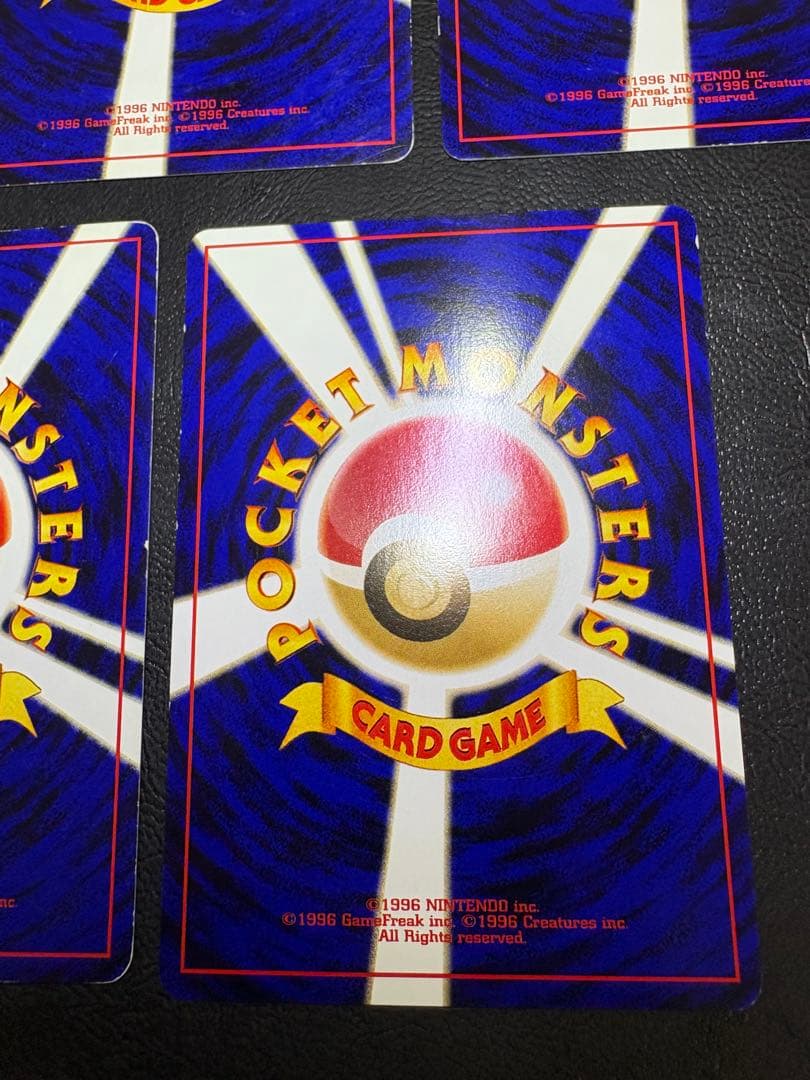 ©1996 NINTENDO inc.
©1996 GameFreak inc. ©1996 Creatures inc.
All Rights reserved.
©1996 NINTENDO inc.
©1996 GameFreak inc. ©1996 Creatures
All Rights reserved.
NSTERS
nc.
POCKET MONSTERS
CARD GAME
©1996 NINTENDO inc.
©1996 GameFreak inc. ©1996 Creatures inc.
All Rights reserved.